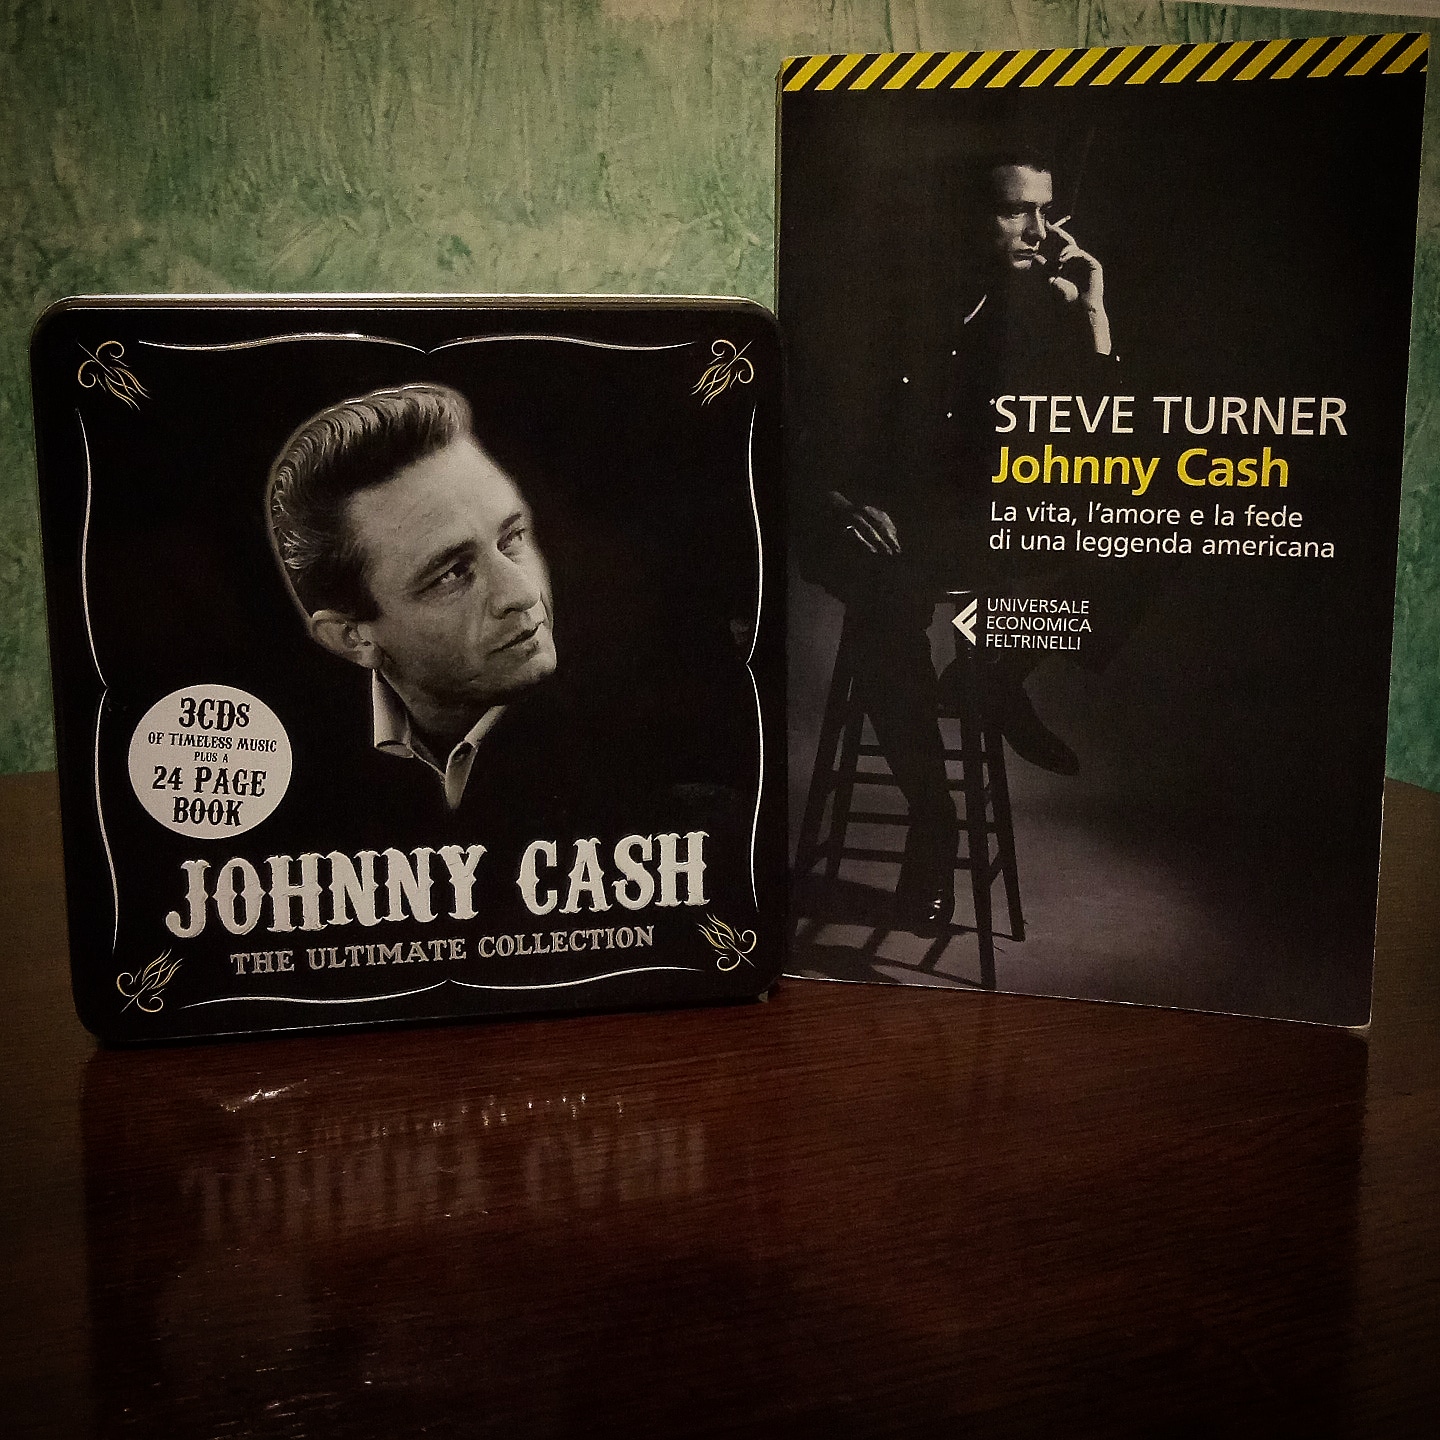 3CDs
OF TIMELESS MUSIC
PLUS A
24 PAGE
BOOK
JOHNNY CASH
THE ULTIMATE COLLECTION
STEVE TURNER
Johnny Cash
La vita, l'amore e la fede
di una leggenda americana
UNIVERSALE
ECONOMICA
FELTRINELLI